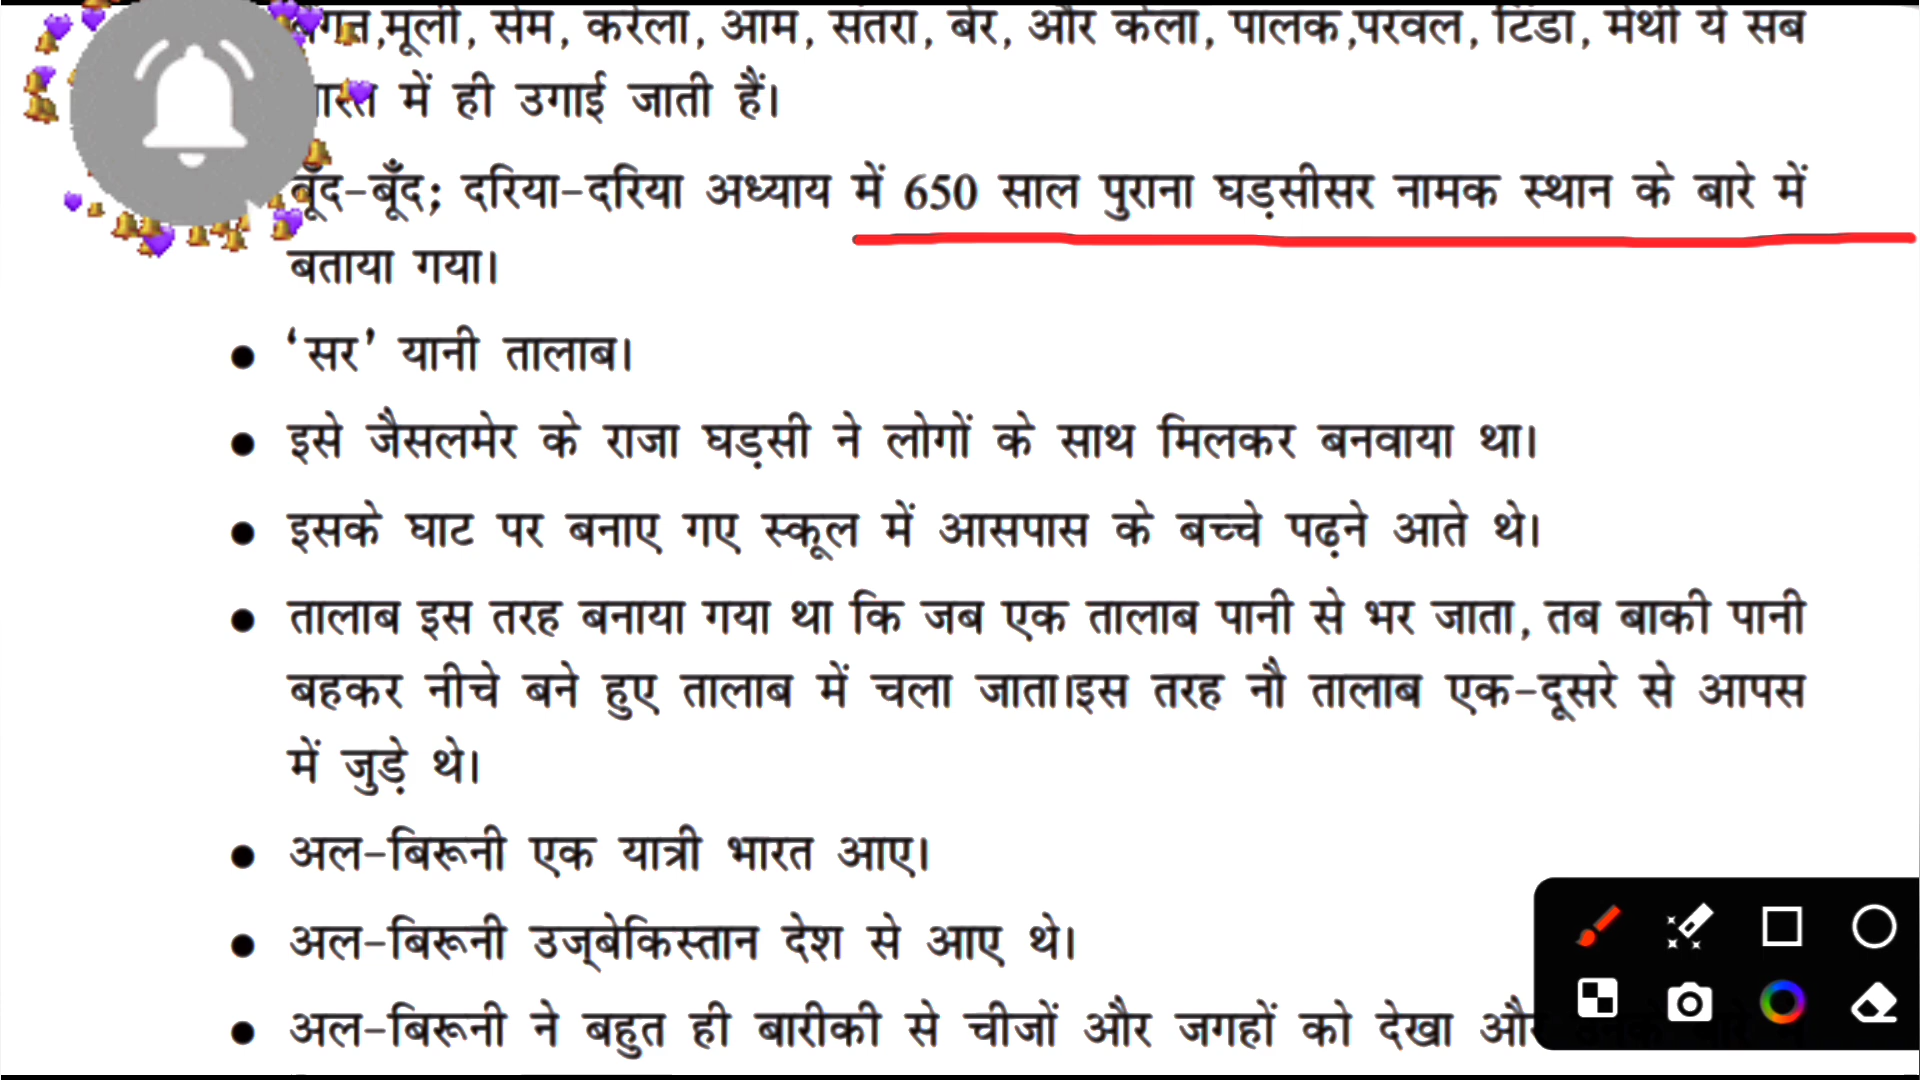 मूली, सेम, करेला, आम, संतरा, बेर, और केला, पालक,परवल, टिंडा, मेथी ये सब
में ही उगाई जाती हैं।
बूँद-बूँद; दरिया-दरिया अध्याय में 650 साल पुराना घड़सीसर नामक स्थान के बारे में
बताया गया।
● ‘सर’ यानी तालाब।
● इसे जैसलमेर के राजा घड़सी ने लोगों के साथ मिलकर बनवाया था।
● इसके घाट पर बनाए गए स्कूल में आसपास के बच्चे पढ़ने आते थे।
● तालाब इस तरह बनाया गया था कि जब एक तालाब पानी से भर जाता, तब बाकी पानी
बहकर नीचे बने हुए तालाब में चला जाता।इस तरह नौ तालाब एक-दूसरे से आपस
में जुड़े थे।
● अल-बिरूनी एक यात्री भारत आए।
● अल-बिरूनी उज़्बेकिस्तान देश से आए थे।
● अल-बिरूनी ने बहुत ही बारीकी से चीजों और जगहों को देखा और